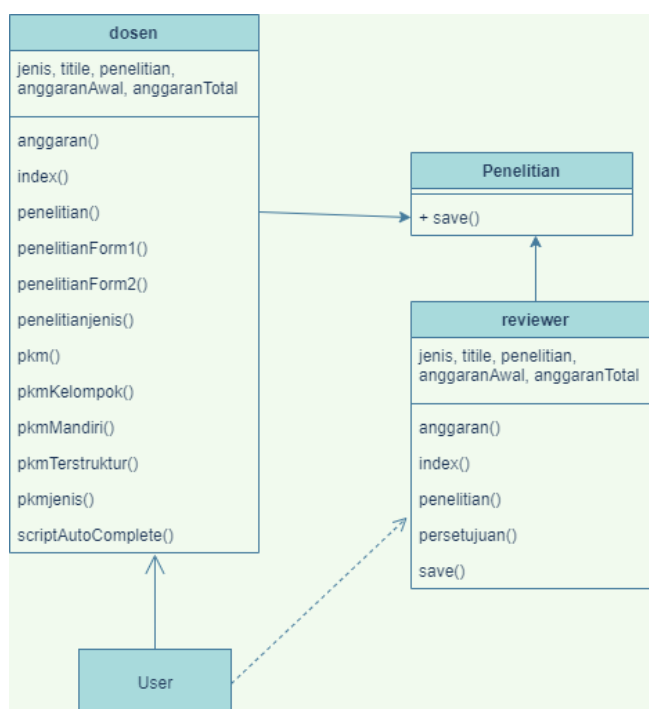 dosen
jenis, titile, penelitian,
anggaranAwal, anggaranTotal
anggaran()
index()
penelitian()
penelitianForm1()
penelitianForm2()
penelitianjenis()
pkm()
pkmKelompok()
pkmMandiri()
pkmTerstruktur()
pkmjenis()
scriptAutoComplete()
Penelitian
+ save()
reviewer
jenis, titile, penelitian,
anggaranAwal, anggaranTotal
anggaran()
index()
penelitian()
persetujuan()
save()
User